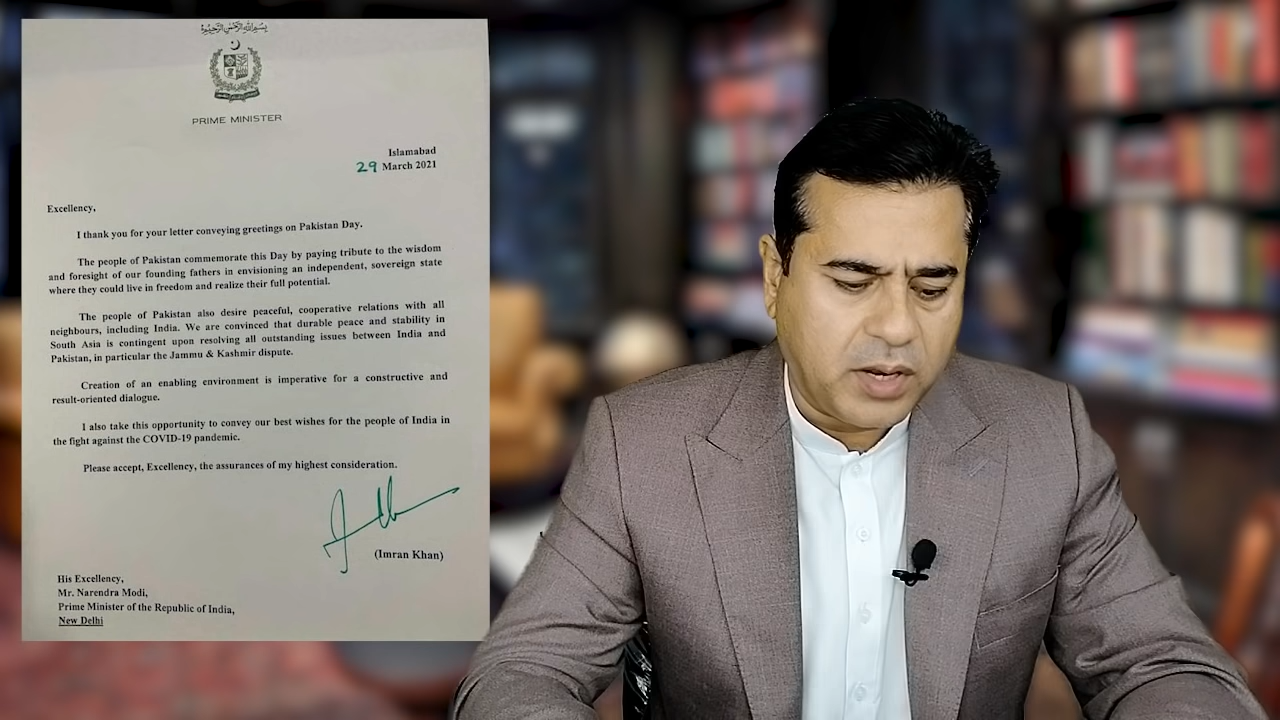 بِسْمِ اللهِ الرَّحْمٰنِ الرَّحِيْمِ
PRIME MINISTER
Islamabad
29 March 2021
Excellency,
I thank you for your letter conveying greetings on Pakistan Day.
The people of Pakistan commemorate this Day by paying tribute to the wisdom
and foresight of our founding fathers in envisioning an independent, sovereign state
where they could live in freedom and realize their full potential.
The people of Pakistan also desire peaceful, cooperative relations with all
neighbours, including India. We are convinced that durable peace and stability in
South Asia is contingent upon resolving all outstanding issues between India and
Pakistan, in particular the Jammu & Kashmir dispute.
Creation of an enabling environment is imperative for a constructive and
result-oriented dialogue.
I also take this opportunity to convey our best wishes for the people of India in
the fight against the COVID-19 pandemic.
Please accept, Excellency, the assurances of my highest consideration.
(Imran Khan)
His Excellency,
Mr. Narendra Modi,
Prime Minister of the Republic of India,
New Delhi